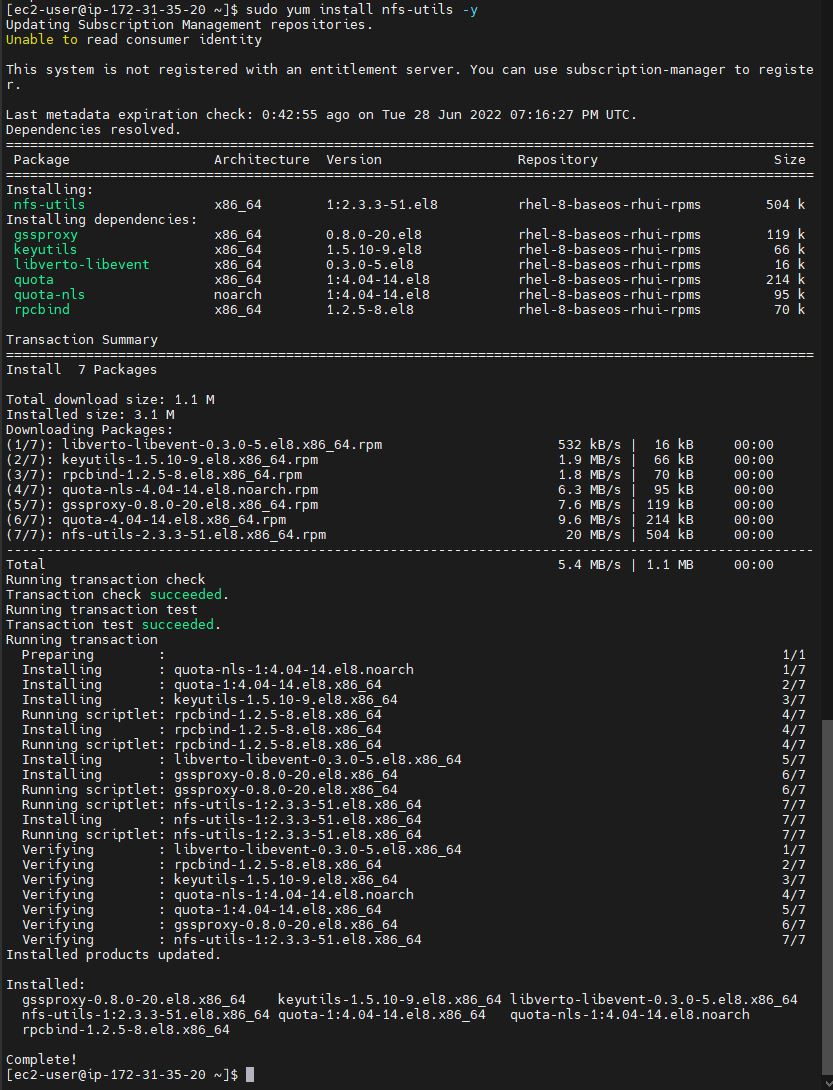 [ec2-user@ip-172-31-35-20 ~]$ sudo yum install nfs-utils -y
Updating Subscription Management repositories.
Unable to read consumer identity

This system is not registered with an entitlement server. You can use subscription-manager to registe
r.

Last metadata expiration check: 0:42:55 ago on Tue 28 Jun 2022 07:16:27 PM UTC.
Dependencies resolved.
=====================================================================================================
 Package                  Architecture  Version                 Repository                      Size
=====================================================================================================
Installing:
 nfs-utils                x86_64        1:2.3.3-51.el8          rhel-8-baseos-rhui-rpms        504 k
Installing dependencies:
 gssproxy                 x86_64        0.8.0-20.el8            rhel-8-baseos-rhui-rpms        119 k
 keyutils                 x86_64        1.5.10-9.el8            rhel-8-baseos-rhui-rpms         66 k
 libverto-libevent        x86_64        0.3.0-5.el8             rhel-8-baseos-rhui-rpms         16 k
 quota                    x86_64        1:4.04-14.el8           rhel-8-baseos-rhui-rpms        214 k
 quota-nls                noarch        1:4.04-14.el8           rhel-8-baseos-rhui-rpms         95 k
 rpcbind                  x86_64        1.2.5-8.el8             rhel-8-baseos-rhui-rpms         70 k

Transaction Summary
=====================================================================================================
Install  7 Packages

Total download size: 1.1 M
Installed size: 3.1 M
Downloading Packages:
(1/7): libverto-libevent-0.3.0-5.el8.x86_64.rpm                      532 kB/s |  16 kB     00:00
(2/7): keyutils-1.5.10-9.el8.x86_64.rpm                              1.9 MB/s |  66 kB     00:00
(3/7): rpcbind-1.2.5-8.el8.x86_64.rpm                                1.8 MB/s |  70 kB     00:00
(4/7): quota-nls-4.04-14.el8.noarch.rpm                              6.3 MB/s |  95 kB     00:00
(5/7): gssproxy-0.8.0-20.el8.x86_64.rpm                              7.6 MB/s | 119 kB     00:00
(6/7): quota-4.04-14.el8.x86_64.rpm                                  9.6 MB/s | 214 kB     00:00
(7/7): nfs-utils-2.3.3-51.el8.x86_64.rpm                              20 MB/s | 504 kB     00:00
-----------------------------------------------------------------------------------------------------
Total                                                                5.4 MB/s | 1.1 MB     00:00
Running transaction check
Transaction check succeeded.
Running transaction test
Transaction test succeeded.
Running transaction
  Preparing        :                                                                             1/1
  Installing       : quota-nls-1:4.04-14.el8.noarch                                              1/7
  Installing       : quota-1:4.04-14.el8.x86_64                                                  2/7
  Installing       : keyutils-1.5.10-9.el8.x86_64                                                3/7
  Running scriptlet: rpcbind-1.2.5-8.el8.x86_64                                                  4/7
  Installing       : rpcbind-1.2.5-8.el8.x86_64                                                  4/7
  Running scriptlet: rpcbind-1.2.5-8.el8.x86_64                                                  4/7
  Installing       : libverto-libevent-0.3.0-5.el8.x86_64                                        5/7
  Installing       : gssproxy-0.8.0-20.el8.x86_64                                                6/7
  Running scriptlet: gssproxy-0.8.0-20.el8.x86_64                                                6/7
  Running scriptlet: nfs-utils-1:2.3.3-51.el8.x86_64                                             7/7
  Installing       : nfs-utils-1:2.3.3-51.el8.x86_64                                             7/7
  Running scriptlet: nfs-utils-1:2.3.3-51.el8.x86_64                                             7/7
  Verifying        : libverto-libevent-0.3.0-5.el8.x86_64                                        1/7
  Verifying        : rpcbind-1.2.5-8.el8.x86_64                                                  2/7
  Verifying        : keyutils-1.5.10-9.el8.x86_64                                                3/7
  Verifying        : quota-nls-1:4.04-14.el8.noarch                                              4/7
  Verifying        : quota-1:4.04-14.el8.x86_64                                                  5/7
  Verifying        : gssproxy-0.8.0-20.el8.x86_64                                                6/7
  Verifying        : nfs-utils-1:2.3.3-51.el8.x86_64                                             7/7
Installed products updated.

Installed:
  gssproxy-0.8.0-20.el8.x86_64    keyutils-1.5.10-9.el8.x86_64 libverto-libevent-0.3.0-5.el8.x86_64
  nfs-utils-1:2.3.3-51.el8.x86_64 quota-1:4.04-14.el8.x86_64   quota-nls-1:4.04-14.el8.noarch
  rpcbind-1.2.5-8.el8.x86_64

Complete!
[ec2-user@ip-172-31-35-20 ~]$